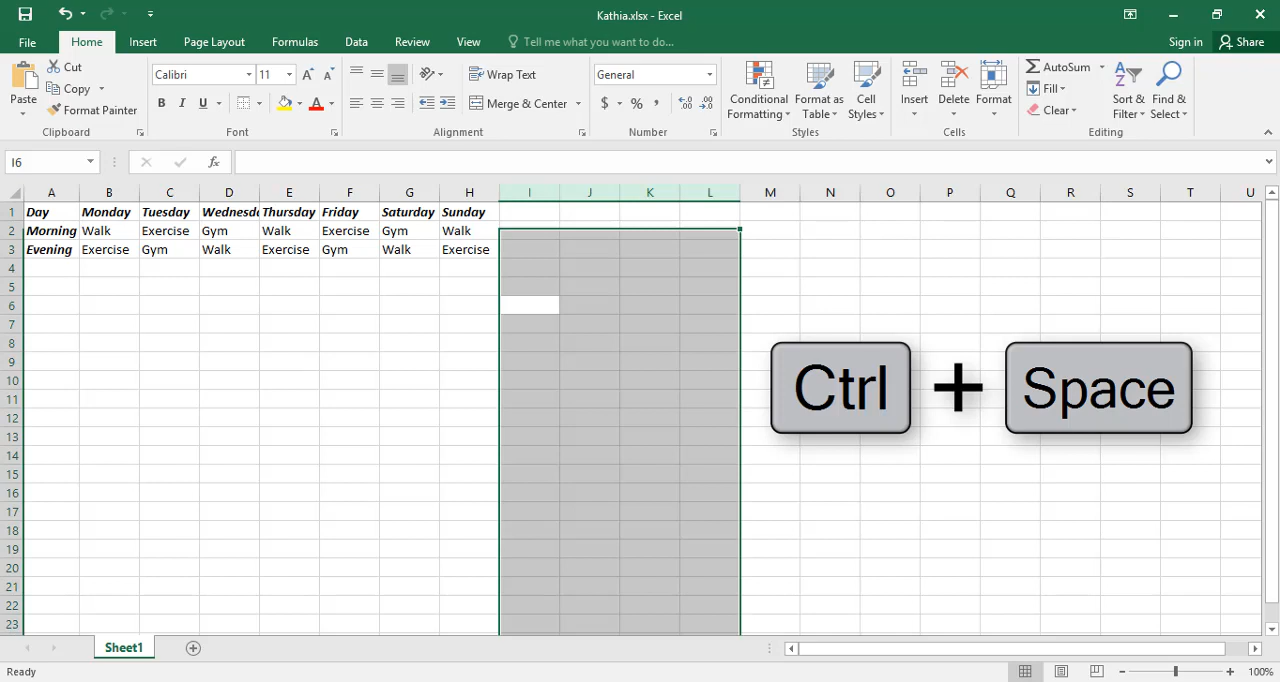 Kathia.xlsx - Excel
File Home Insert Page Layout Formulas Data Review View Tell me what you want to do... Sign in Share
Paste
Cut
Copy
Format Painter
Clipboard
Calibri 11
B I U A
Font
Wrap Text
Merge & Center
Alignment
General
$ % ,
Number
Conditional Formatting
Format as Table
Cell Styles
Styles
Insert Delete Format
Cells
AutoSum
Fill
Clear
Sort & Filter
Find & Select
Editing
I6 fx
A B C D E F G H I J K L M N O P Q R S T U
1 Day Monday Tuesday Wednesd Thursday Friday Saturday Sunday
2 Morning Walk Exercise Gym Walk Exercise Gym Walk
3 Evening Exercise Gym Walk Exercise Gym Walk Exercise
4
5
6
7
8
9
10
11
12
13
14
15
16
17
18
19
20
21
22
23
Ctrl + Space
Sheet1
Ready 100%